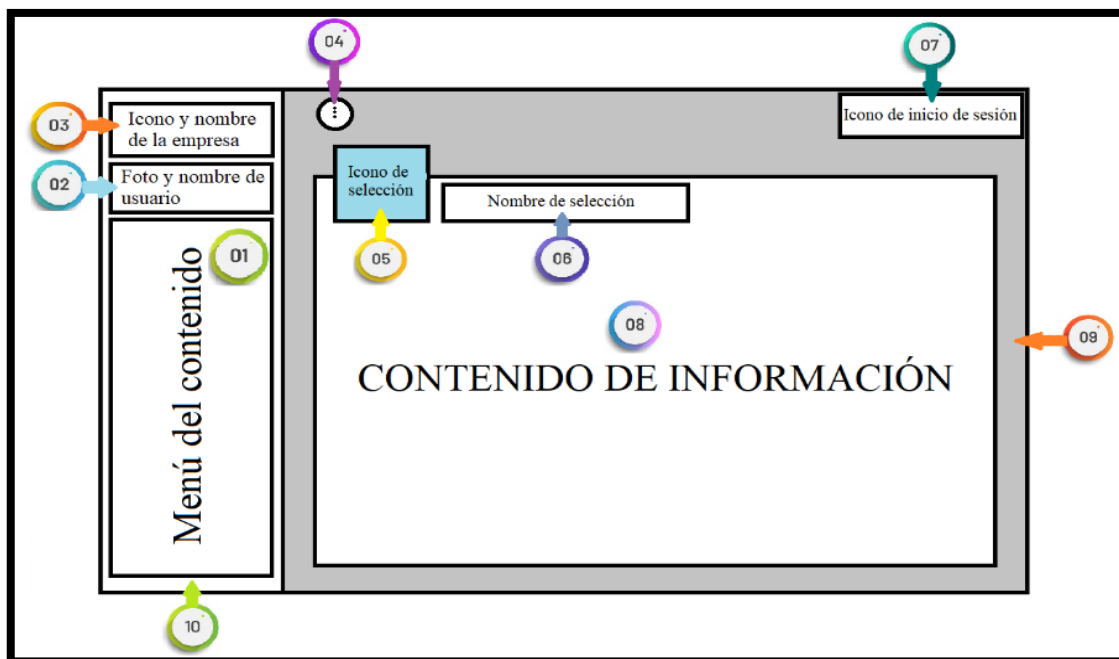 04
07
03
Icono y nombre
de la empresa
Icono de inicio de sesión
02
Foto y nombre de
usuario
Icono de
selección
Nombre de selección
01
05
06
Menú del contenido
08
09
CONTENIDO DE INFORMACIÓN
10